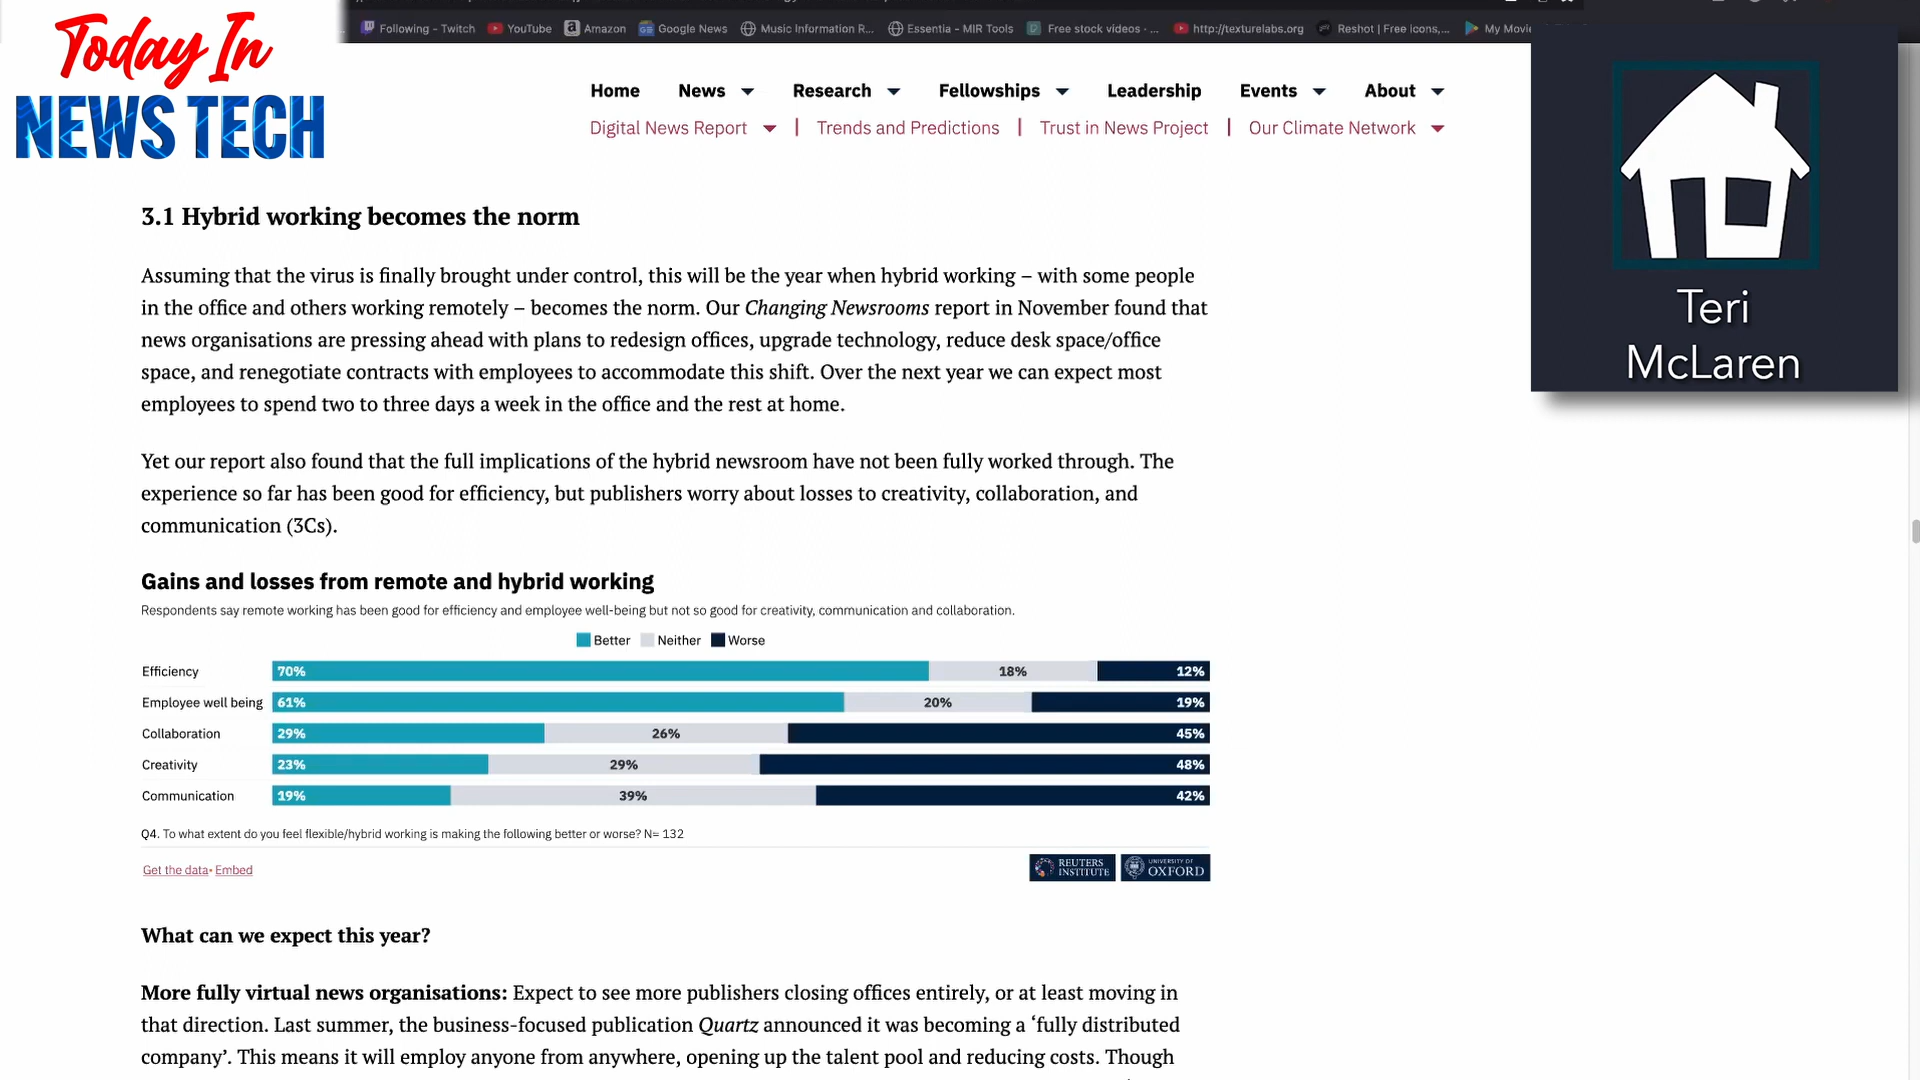 Today In
NEWS TECH
Following - Twitch
YouTube
Amazon
Google News
Music Information R...
Essentia - MIR Tools
Free stock videos - ...
http://texturelabs.org
Reshot | Free icons,...
Home News Research Fellowships Leadership Events About
Digital News Report | Trends and Predictions | Trust in News Project | Our Climate Network
Teri
McLaren
3.1 Hybrid working becomes the norm
Assuming that the virus is finally brought under control, this will be the year when hybrid working – with some people
in the office and others working remotely – becomes the norm. Our Changing Newsrooms report in November found that
news organisations are pressing ahead with plans to redesign offices, upgrade technology, reduce desk space/office
space, and renegotiate contracts with employees to accommodate this shift. Over the next year we can expect most
employees to spend two to three days a week in the office and the rest at home.
Yet our report also found that the full implications of the hybrid newsroom have not been fully worked through. The
experience so far has been good for efficiency, but publishers worry about losses to creativity, collaboration, and
communication (3Cs).
Gains and losses from remote and hybrid working
Respondents say remote working has been good for efficiency and employee well-being but not so good for creativity, communication and collaboration.
Better Neither Worse
Efficiency 70% 18% 12%
Employee well being 61% 20% 19%
Collaboration 29% 26% 45%
Creativity 23% 29% 48%
Communication 19% 39% 42%
Q4. To what extent do you feel flexible/hybrid working is making the following better or worse? N= 132
Get the data • Embed
REUTERS
INSTITUTE
UNIVERSITY OF
OXFORD
What can we expect this year?
More fully virtual news organisations: Expect to see more publishers closing offices entirely, or at least moving in
that direction. Last summer, the business-focused publication Quartz announced it was becoming a ‘fully distributed
company’. This means it will employ anyone from anywhere, opening up the talent pool and reducing costs. Though